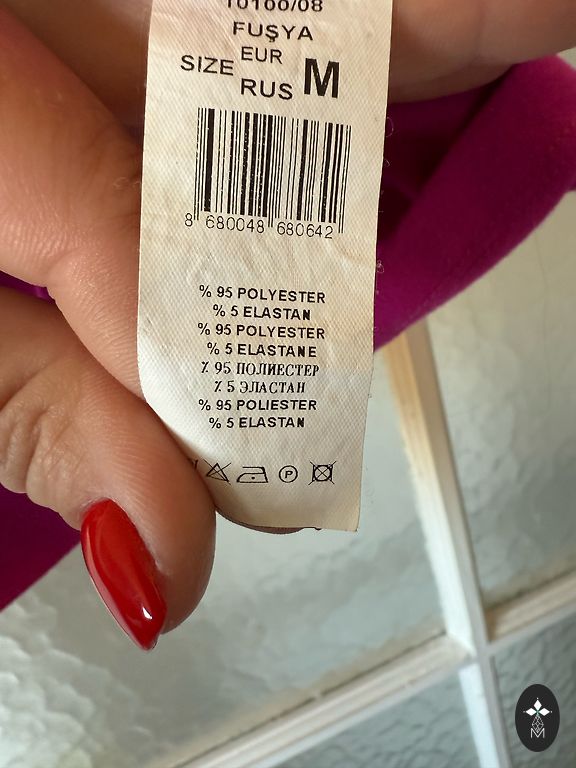 10100/08
FUŞYA
SIZE EUR RUS M
8 680048 680642
% 95 POLYESTER
% 5 ELASTAN
% 95 POLYESTER
% 5 ELASTANE
% 95 ПОЛИЕСТЕР
% 5 ЭЛАСТАН
% 95 POLIESTER
% 5 ELASTAN
P
M